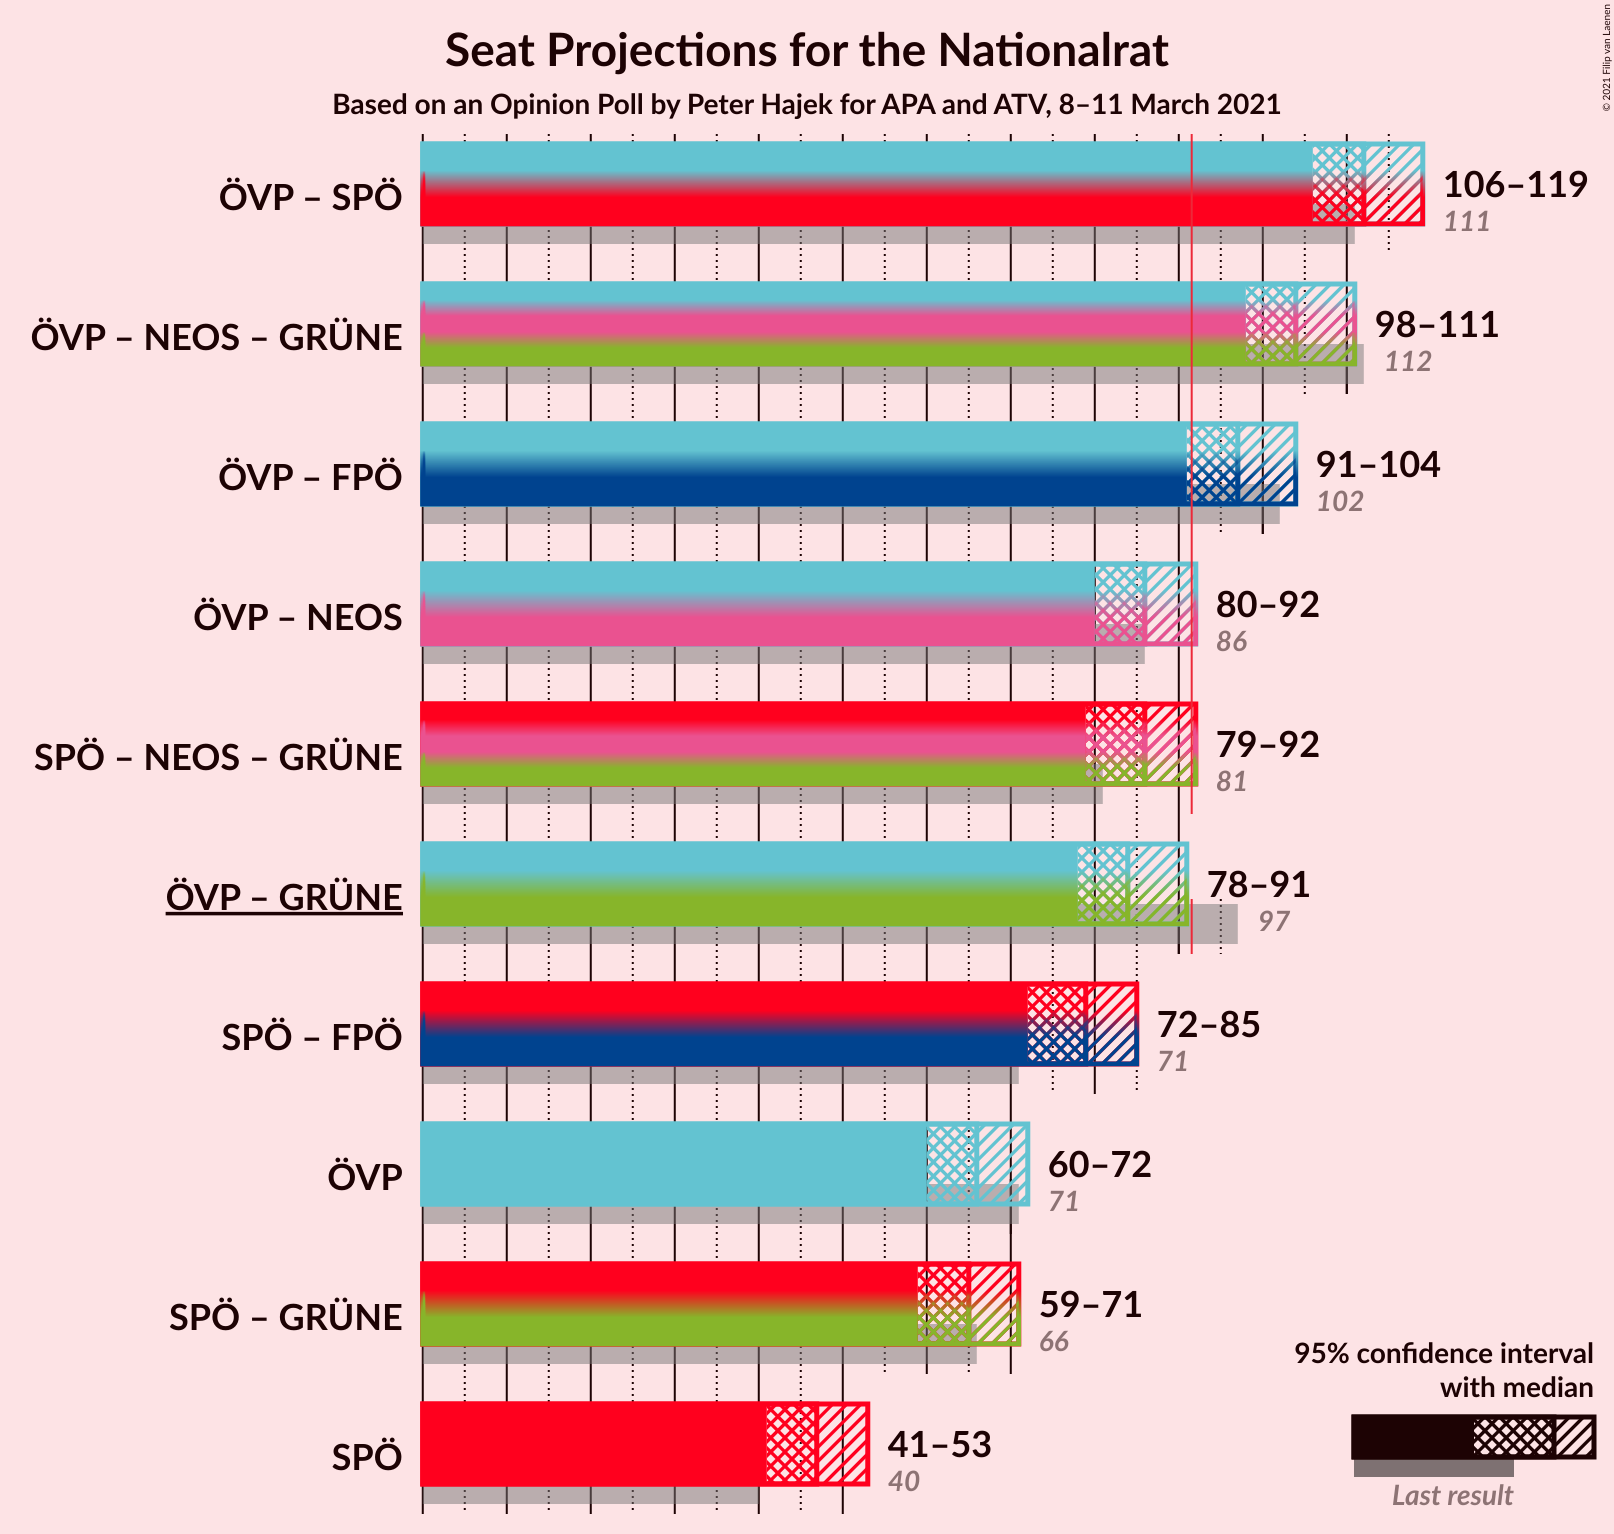 Seat Projections for the Nationalrat
Based on an Opinion Poll by Peter Hajek for APA and ATV, 8–11 March 2021
© 2021 Filip van Laenen
ÖVP – SPÖ
106–119
111
ÖVP – NEOS – GRÜNE
98–111
112
ÖVP – FPÖ
91–104
102
ÖVP – NEOS
80–92
86
SPÖ – NEOS – GRÜNE
79–92
81
ÖVP – GRÜNE
78–91
97
SPÖ – FPÖ
72–85
71
ÖVP
60–72
71
SPÖ – GRÜNE
59–71
66
SPÖ
41–53
40
95% confidence interval
with median
Last result